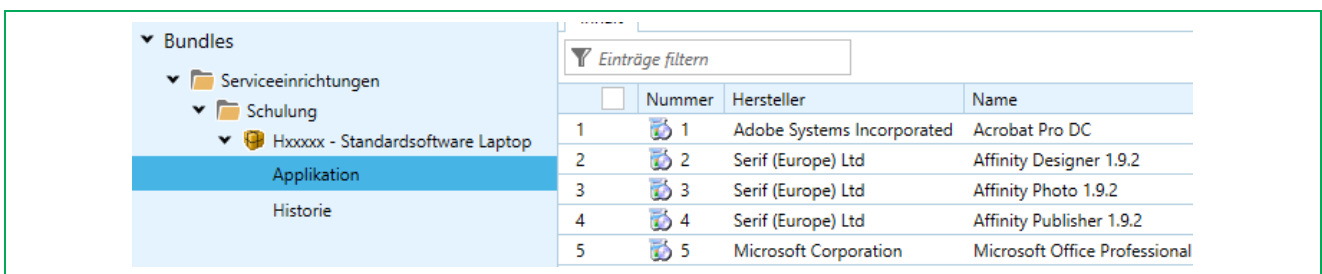 Bundles
Serviceeinrichtungen
Schulung
Hxxxxx - Standardsoftware Laptop
Applikation
Historie
Einträge filtern
Nummer Hersteller Name
1 1 Adobe Systems Incorporated Acrobat Pro DC
2 2 Serif (Europe) Ltd Affinity Designer 1.9.2
3 3 Serif (Europe) Ltd Affinity Photo 1.9.2
4 4 Serif (Europe) Ltd Affinity Publisher 1.9.2
5 5 Microsoft Corporation Microsoft Office Professional